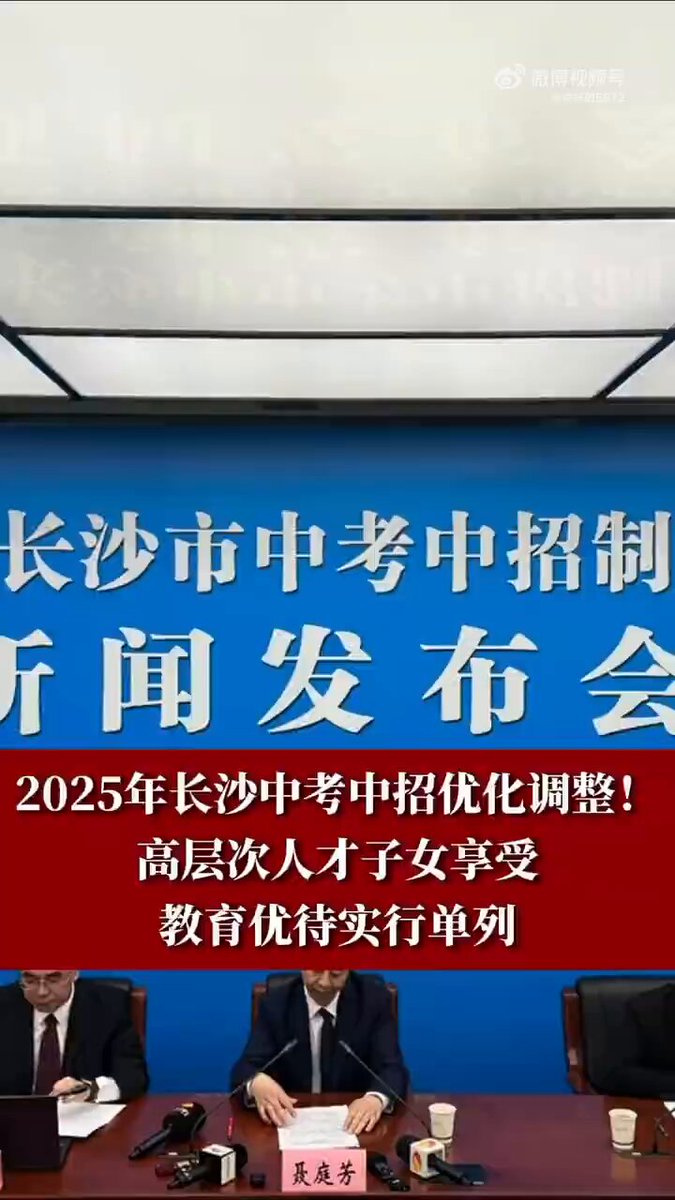 微博视频号
长沙市中考中招制
新闻发布会
2025年长沙中考中招优化调整！
高层次人才子女享受
教育优待实行单列
聂庭芳